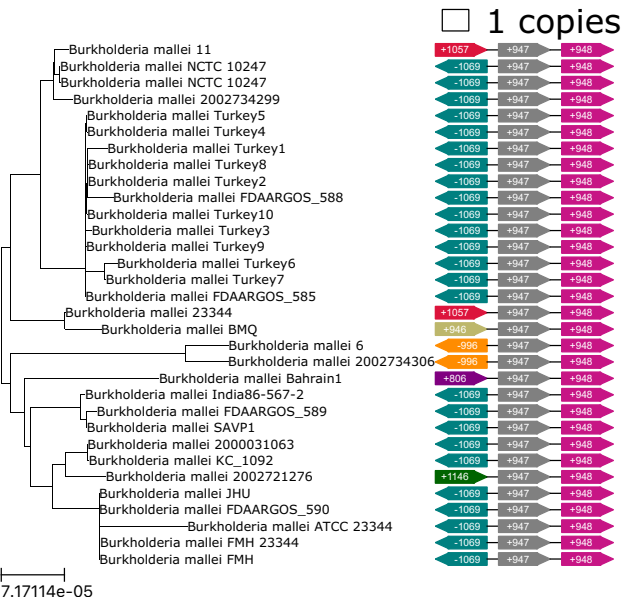 1 copies
Burkholderia mallei 11 +1057 +947 +948
Burkholderia mallei NCTC 10247 -1069 +947 +948
Burkholderia mallei NCTC 10247 -1069 +947 +948
Burkholderia mallei 2002734299 -1069 +947 +948
Burkholderia mallei Turkey5 -1069 +947 +948
Burkholderia mallei Turkey4 -1069 +947 +948
Burkholderia mallei Turkey1 -1069 +947 +948
Burkholderia mallei Turkey8 -1069 +947 +948
Burkholderia mallei Turkey2 -1069 +947 +948
Burkholderia mallei FDAARGOS_588 -1069 +947 +948
Burkholderia mallei Turkey10 -1069 +947 +948
Burkholderia mallei Turkey3 -1069 +947 +948
Burkholderia mallei Turkey9 -1069 +947 +948
Burkholderia mallei Turkey6 -1069 +947 +948
Burkholderia mallei Turkey7 -1069 +947 +948
Burkholderia mallei FDAARGOS_585 -1069 +947 +948
Burkholderia mallei 23344 +1057 +947 +948
Burkholderia mallei BMQ +946 +947 +948
Burkholderia mallei 6 -996 +947 +948
Burkholderia mallei 2002734306 -996 +947 +948
Burkholderia mallei Bahrain1 +806 +947 +948
Burkholderia mallei India86-567-2 -1069 +947 +948
Burkholderia mallei FDAARGOS_589 -1069 +947 +948
Burkholderia mallei SAVP1 -1069 +947 +948
Burkholderia mallei 2000031063 -1069 +947 +948
Burkholderia mallei KC_1092 -1069 +947 +948
Burkholderia mallei 2002721276 +1146 +947 +948
Burkholderia mallei JHU -1069 +947 +948
Burkholderia mallei FDAARGOS_590 -1069 +947 +948
Burkholderia mallei ATCC 23344 -1069 +947 +948
Burkholderia mallei FMH 23344 -1069 +947 +948
Burkholderia mallei FMH -1069 +947 +948
7.17114e-05